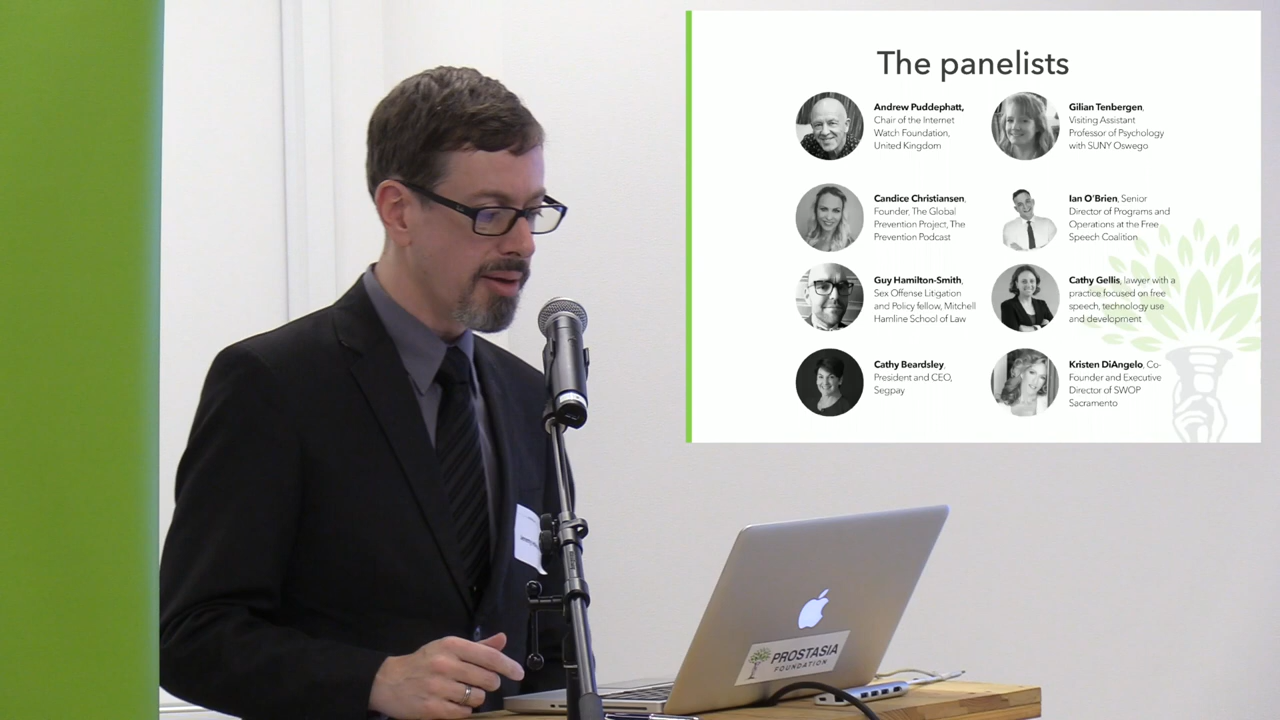 The panelists
Andrew Puddephatt,
Chair of the Internet
Watch Foundation,
United Kingdom
Gilian Tenbergen,
Visiting Assistant
Professor of Psychology
with SUNY Oswego
Candice Christiansen,
Founder, The Global
Prevention Project, The
Prevention Podcast
Ian O'Brien, Senior
Director of Programs and
Operations at the Free
Speech Coalition
Guy Hamilton-Smith,
Sex Offense Litigation
and Policy fellow, Mitchell
Hamline School of Law
Cathy Gellis, lawyer with a
practice focused on free
speech, technology use
and development
Cathy Beardsley,
President and CEO,
Segpay
Kristen DiAngelo, Co-
Founder and Executive
Director of SWOP
Sacramento
PROSTASIA
FOUNDATION